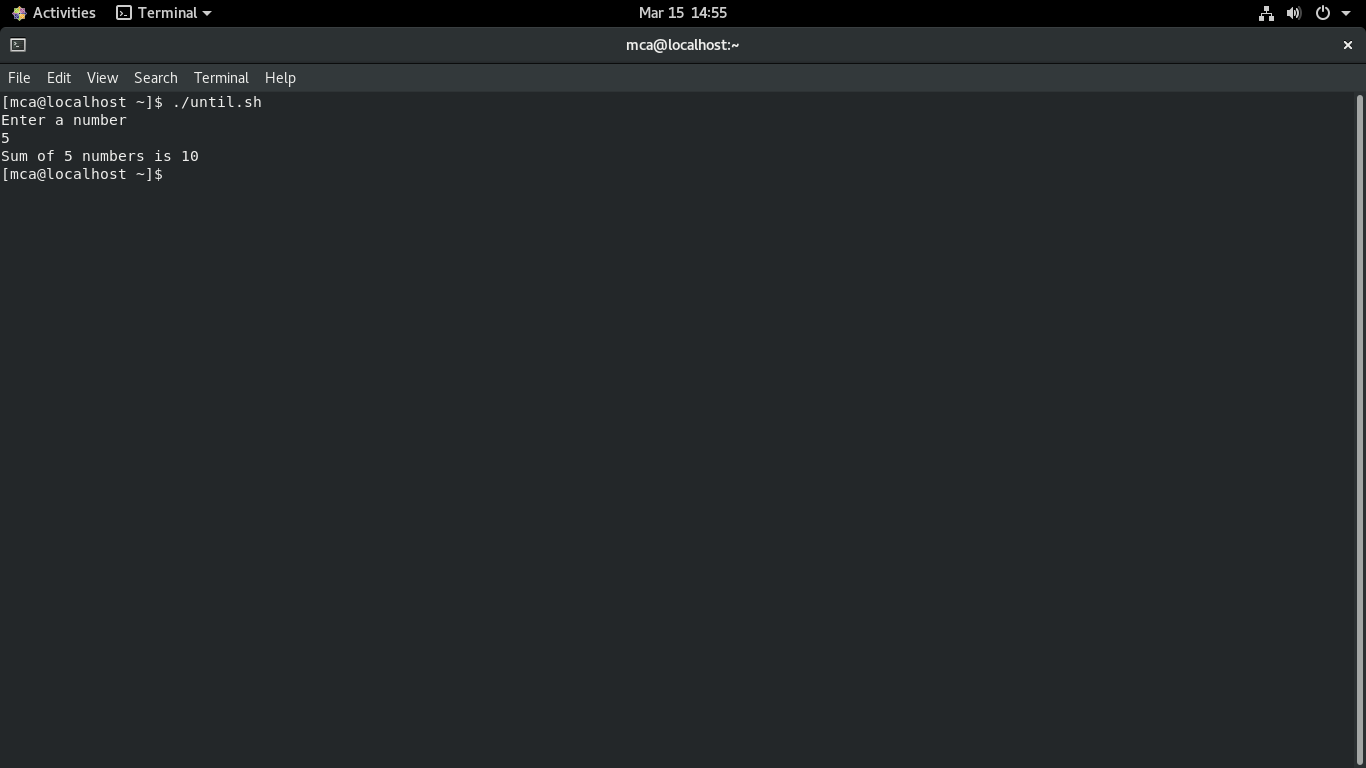 Activities Terminal Mar 15 14:55
mca@localhost:~
File Edit View Search Terminal Help
[mca@localhost ~]$ ./until.sh
Enter a number
5
Sum of 5 numbers is 10
[mca@localhost ~]$